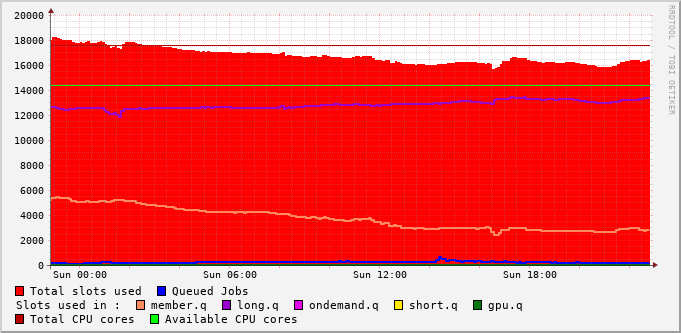 20000
18000
16000
14000
12000
10000
8000
6000
4000
2000
0
Sun 00:00 Sun 06:00 Sun 12:00 Sun 18:00
RRDTOOL / TOBI OETIKER
Total slots used Queued Jobs
Slots used in : member.q long.q ondemand.q short.q gpu.q
Total CPU cores Available CPU cores